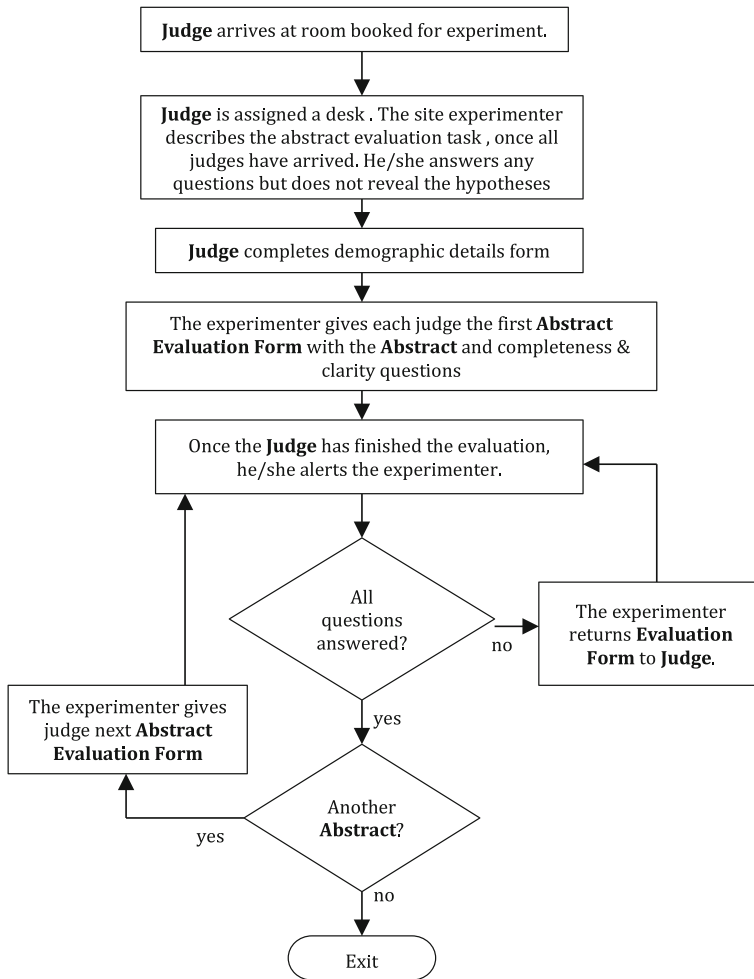 Judge arrives at room booked for experiment.
Judge is assigned a desk . The site experimenter
describes the abstract evaluation task , once all
judges have arrived. He/she answers any
questions but does not reveal the hypotheses
Judge completes demographic details form
The experimenter gives each judge the first Abstract
Evaluation Form with the Abstract and completeness &
clarity questions
Once the Judge has finished the evaluation,
he/she alerts the experimenter.
All
questions
answered?
no
The experimenter
returns Evaluation
Form to Judge.
yes
The experimenter gives
judge next Abstract
Evaluation Form
Another
Abstract?
yes
no
Exit